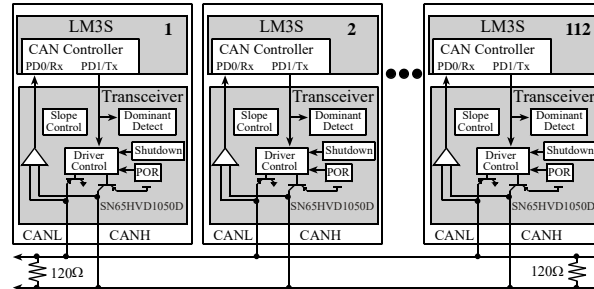 LM3S 1
CAN Controller
PD0/Rx PD1/Tx
Transceiver
Slope Control
Dominant Detect
Driver Control
Shutdown
POR
SN65HVD1050D
CANL CANH
LM3S 2
CAN Controller
PD0/Rx PD1/Tx
Transceiver
Slope Control
Dominant Detect
Driver Control
Shutdown
POR
SN65HVD1050D
CANL CANH
LM3S 112
CAN Controller
PD0/Rx PD1/Tx
Transceiver
Slope Control
Dominant Detect
Driver Control
Shutdown
POR
SN65HVD1050D
CANL CANH
120Ω
120Ω